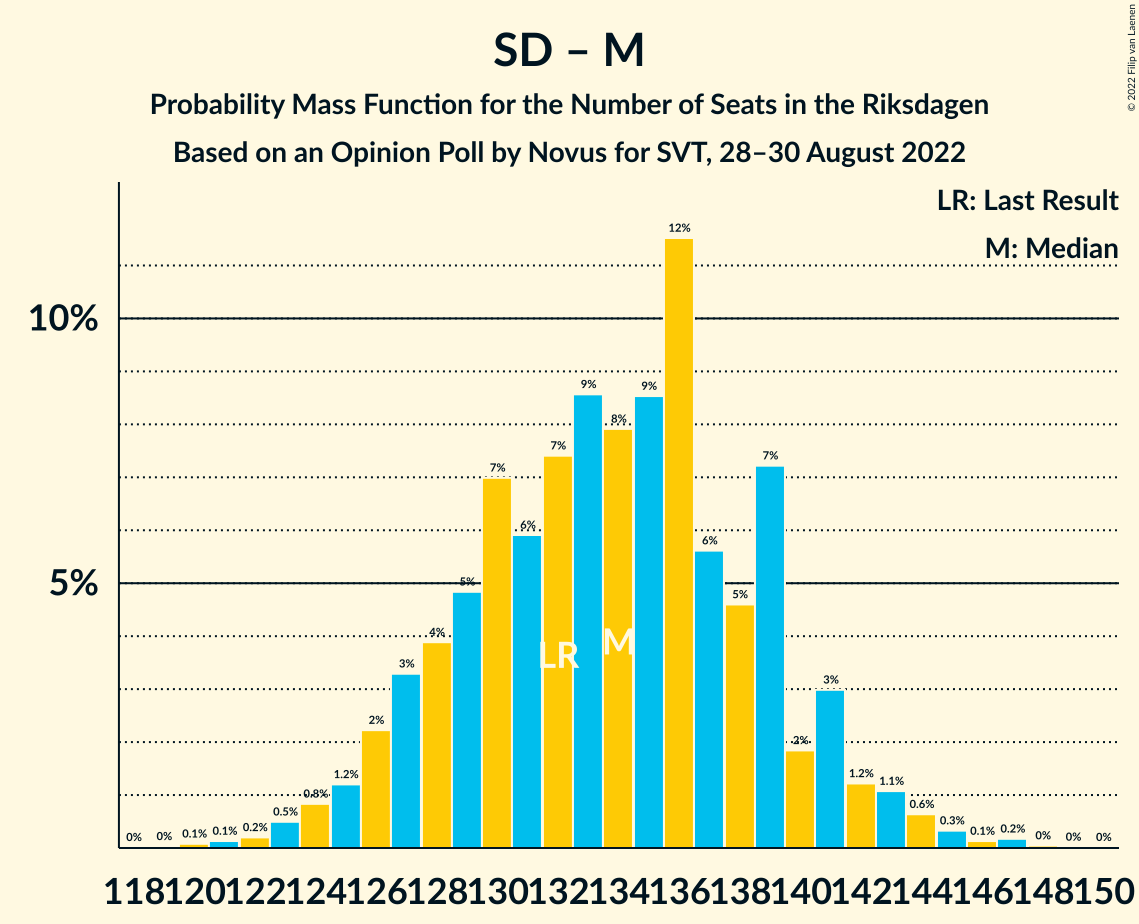 SD – M
Probability Mass Function for the Number of Seats in the Riksdagen
Based on an Opinion Poll by Novus for SVT, 28–30 August 2022
© 2022 Filip van Laenen
LR: Last Result
M: Median
10%
5%
0% 0% 0.1% 0.1% 0.2% 0.5% 0.8% 1.2% 2% 3% 4% 5% 7% 6% 7% 9% 8% 9% 12% 6% 5% 7% 2% 3% 1.2% 1.1% 0.6% 0.3% 0.1% 0.2% 0% 0% 0%
LR M
118 120 122 124 126 128 130 132 134 136 138 140 142 144 146 148 150